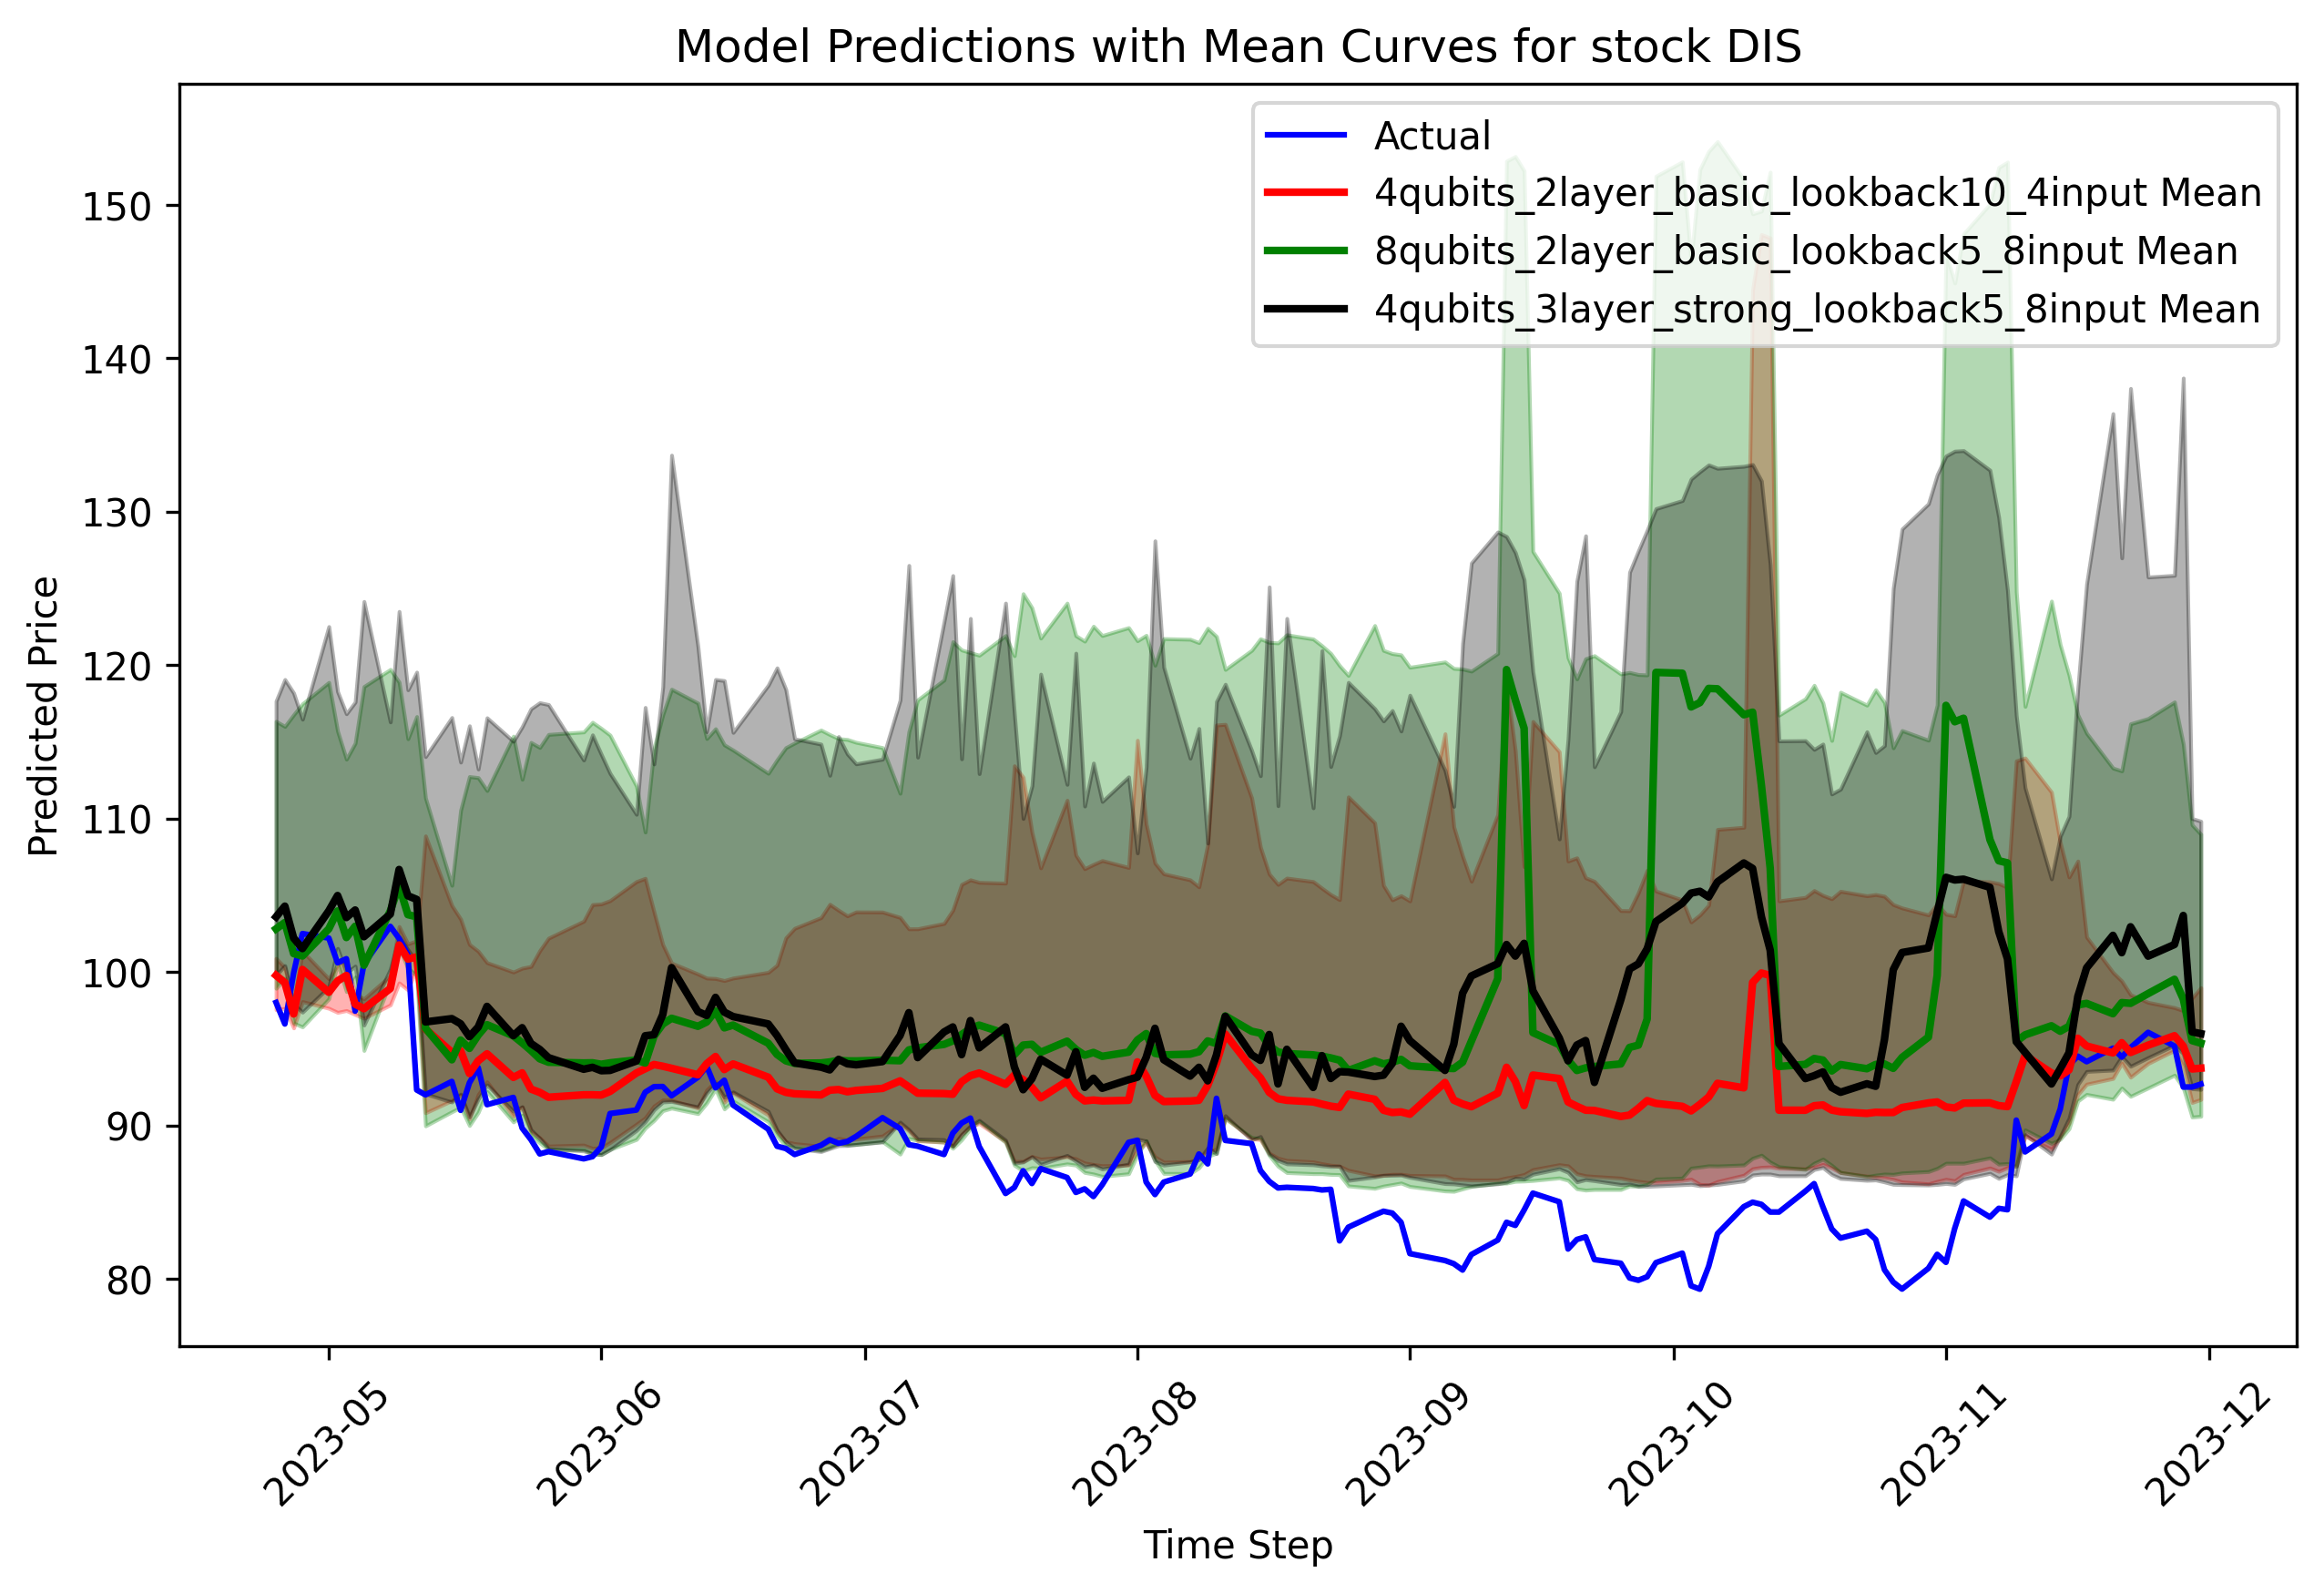 Model Predictions with Mean Curves for stock DIS
Actual
4qubits_2layer_basic_lookback10_4input Mean
8qubits_2layer_basic_lookback5_8input Mean
4qubits_3layer_strong_lookback5_8input Mean
Predicted Price
150
140
130
120
110
100
90
80
2023-05
2023-06
2023-07
2023-08
2023-09
2023-10
2023-11
2023-12
Time Step